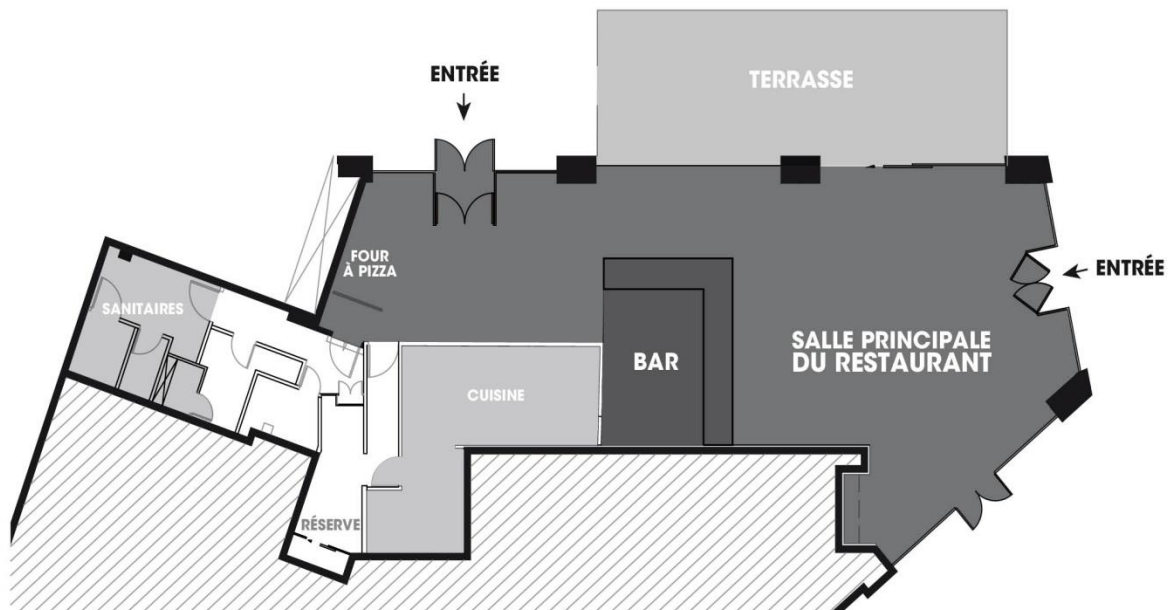 ENTRÉE
TERRASSE
FOUR
À PIZZA
ENTRÉE
SANITAIRES
SALLE PRINCIPALE
DU RESTAURANT
BAR
CUISINE
RÉSERVE